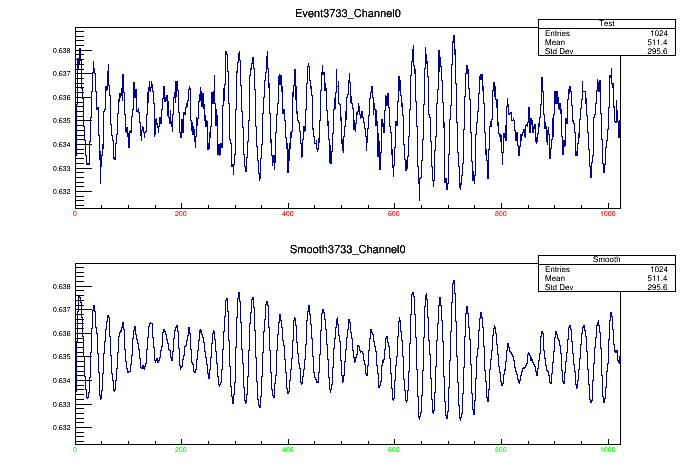 Event3733_Channel0
Test
Entries 1024
Mean 511.4
Std Dev 295.6
0.638
0.637
0.636
0.635
0.634
0.633
0.632
0 200 400 600 800 1000
Smooth3733_Channel0
Smooth
Entries 1024
Mean 511.4
Std Dev 295.6
0.638
0.637
0.636
0.635
0.634
0.633
0.632
0 200 400 600 800 1000